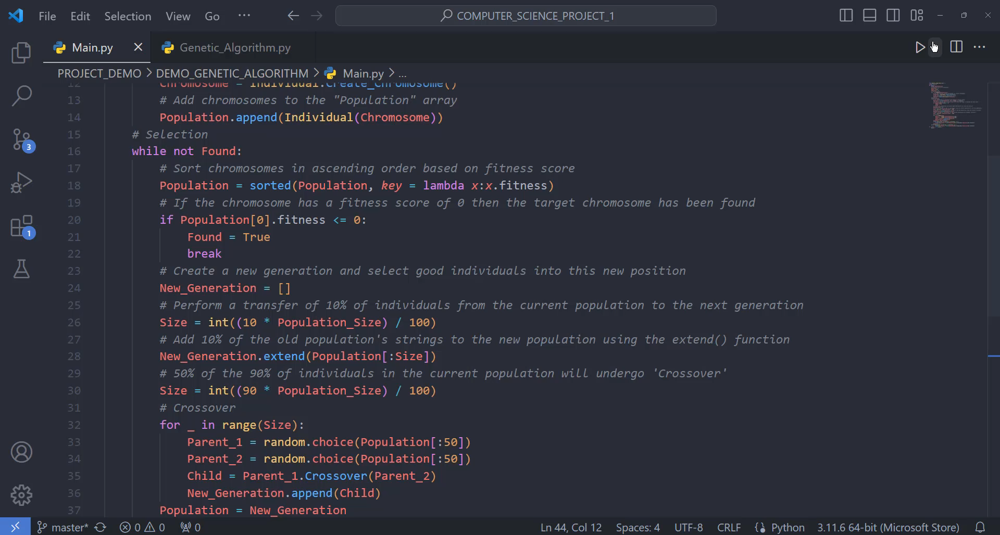 File Edit Selection View Go ... COMPUTER_SCIENCE_PROJECT_1
Main.py Genetic_Algorithm.py
PROJECT_DEMO > DEMO_GENETIC_ALGORITHM > Main.py > ...
12 Chromosome = Individual.Create_Chromosome()
13 # Add chromosomes to the "Population" array
14 Population.append(Individual(Chromosome))
15 # Selection
16 while not Found:
17 # Sort chromosomes in ascending order based on fitness score
18 Population = sorted(Population, key = lambda x:x.fitness)
19 # If the chromosome has a fitness score of 0 then the target chromosome has been found
20 if Population[0].fitness <= 0:
21 Found = True
22 break
23 # Create a new generation and select good individuals into this new position
24 New_Generation = []
25 # Perform a transfer of 10% of individuals from the current population to the next generation
26 Size = int((10 * Population_Size) / 100)
27 # Add 10% of the old population's strings to the new population using the extend() function
28 New_Generation.extend(Population[:Size])
29 # 50% of the 90% of individuals in the current population will undergo 'Crossover'
30 Size = int((90 * Population_Size) / 100)
31 # Crossover
32 for _ in range(Size):
33 Parent_1 = random.choice(Population[:50])
34 Parent_2 = random.choice(Population[:50])
35 Child = Parent_1.Crossover(Parent_2)
36 New_Generation.append(Child)
37 Population = New_Generation
3
1
master* 0 0 0 Ln 44, Col 12 Spaces: 4 UTF-8 CRLF Python 3.11.6 64-bit (Microsoft Store)